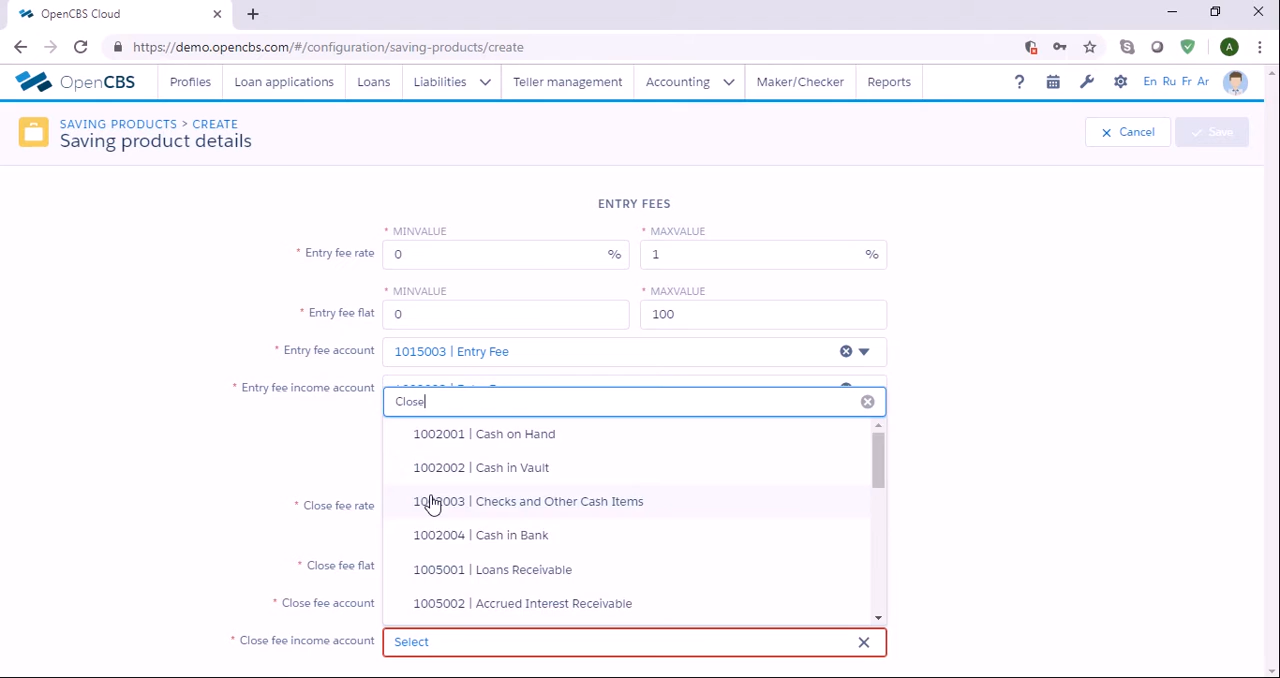 OpenCBS Cloud
https://demo.opencbs.com/#/configuration/saving-products/create
A
OpenCBS
Profiles
Loan applications
Loans
Liabilities
Teller management
Accounting
Maker/Checker
Reports
?
En Ru Fr Ar
SAVING PRODUCTS > CREATE
Saving product details
Cancel
Save
ENTRY FEES
* MINVALUE
* MAXVALUE
* Entry fee rate
0 %
1 %
* MINVALUE
* MAXVALUE
* Entry fee flat
0
100
* Entry fee account
1015003 | Entry Fee
* Entry fee income account
Close
1002001 | Cash on Hand
1002002 | Cash in Vault
* Close fee rate
| Checks and Other Cash Items
1002004 | Cash in Bank
* Close fee flat
1005001 | Loans Receivable
* Close fee account
1005002 | Accrued Interest Receivable
* Close fee income account
Select